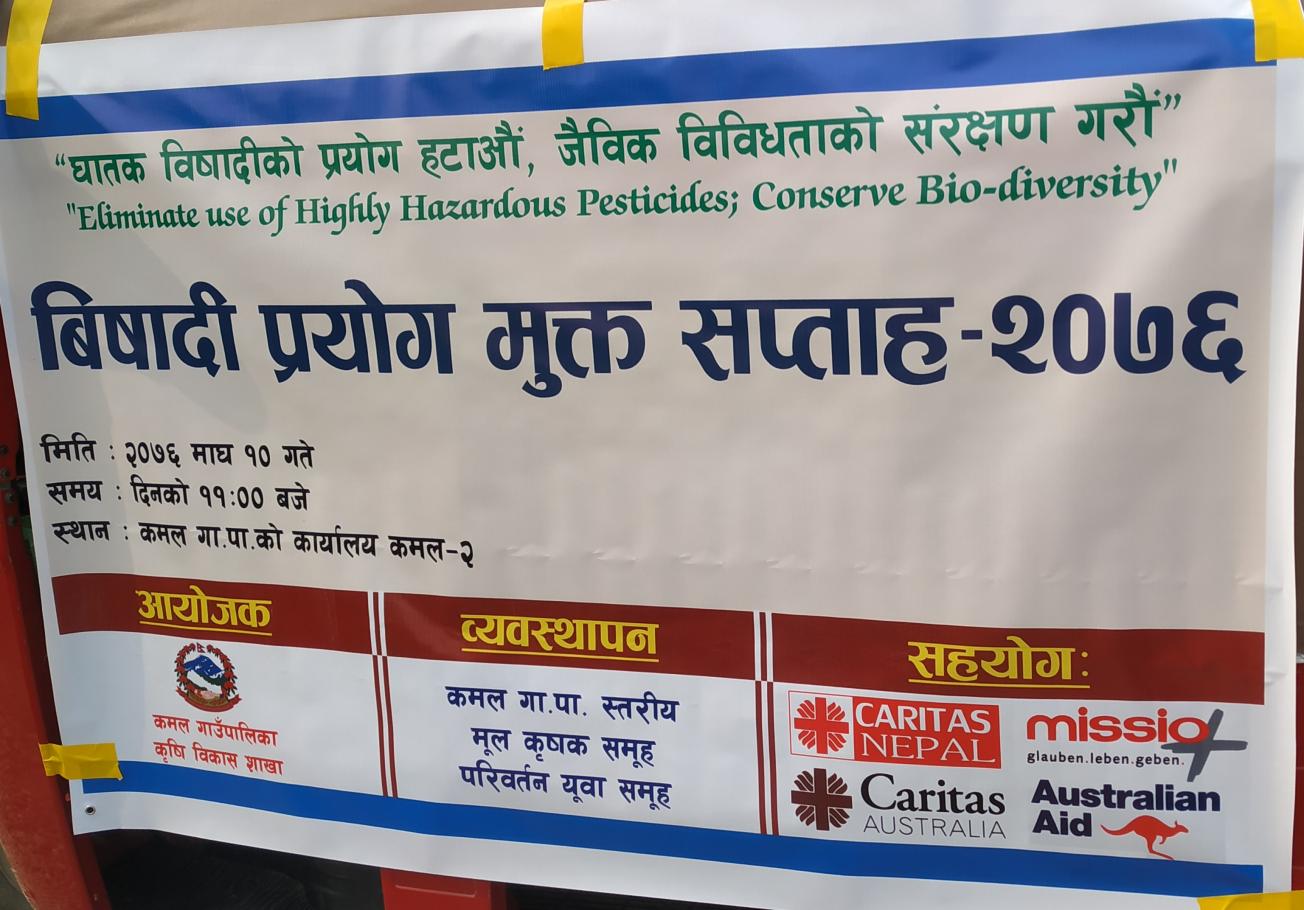 “घातक विषादीको प्रयोग हटाऔं, जैविक विविधताको संरक्षण गरौं”
"Eliminate use of Highly Hazardous Pesticides; Conserve Bio-diversity"
बिषादी प्रयोग मुक्त सप्ताह-२०७६
मिति : २०७६ माघ १० गते
समय : दिनको ११:०० बजे
स्थान : कमल गा.पा.को कार्यालय कमल-२
आयोजक
कमल गाउँपालिका
कृषि विकास शाखा
व्यवस्थापन
कमल गा.पा. स्तरीय
मूल कृषक समूह
परिवर्तन यूवा समूह
सहयोग:
CARITAS
NEPAL
missio
glauben.leben.geben.
Caritas
AUSTRALIA
Australian
Aid